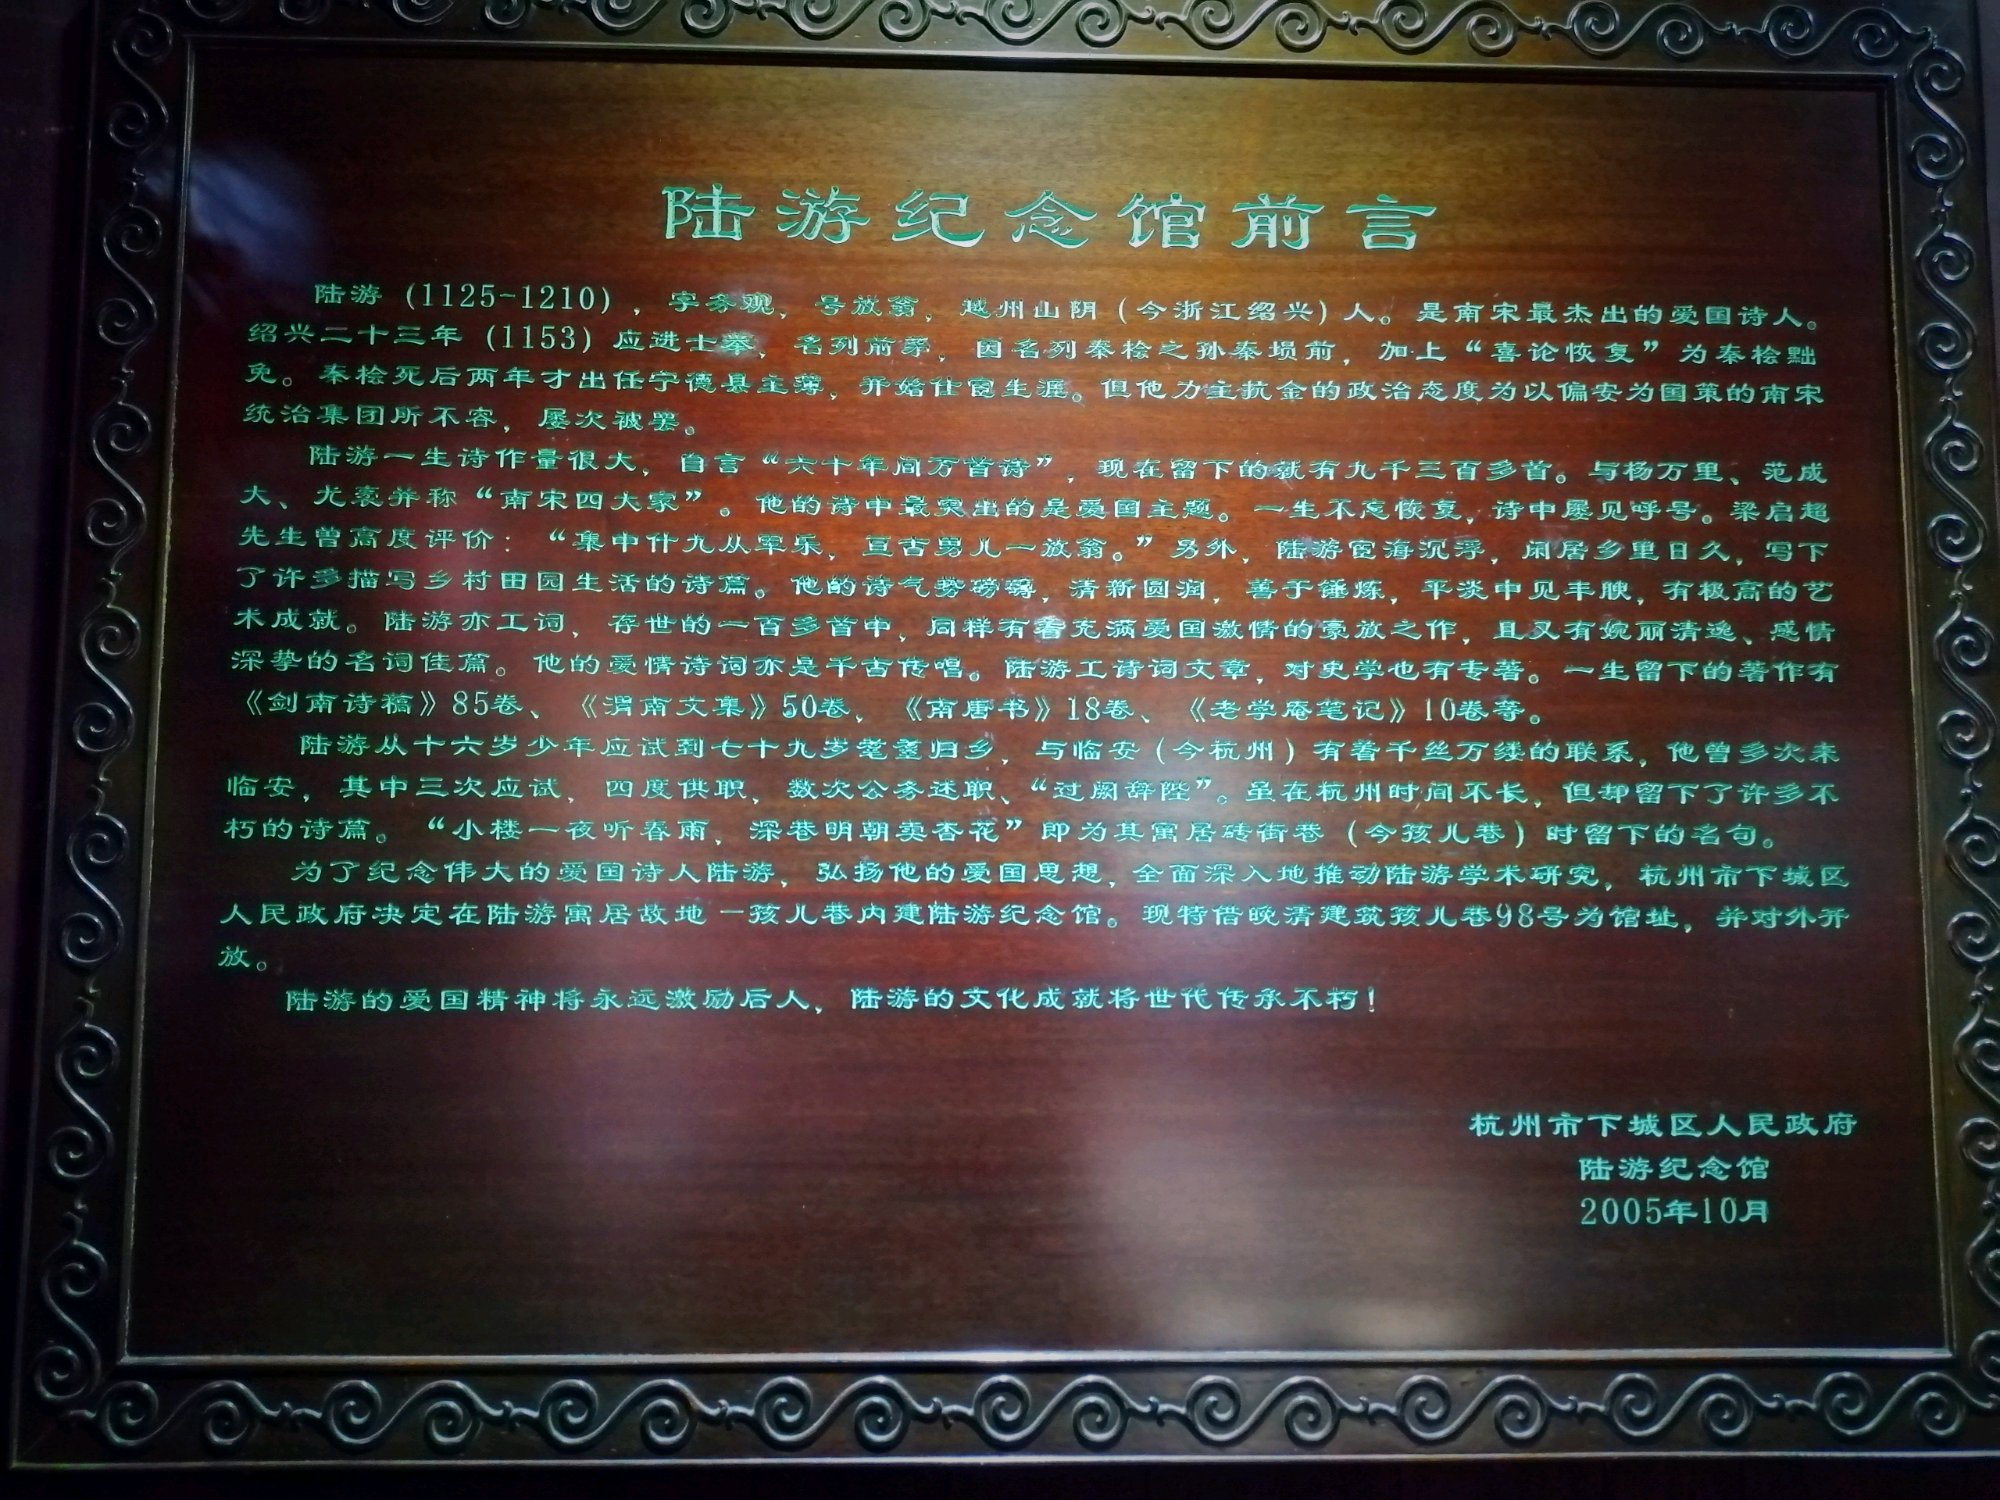 陆游纪念馆前言
陆游（1125-1210），字务观，号放翁，越州山阴（今浙江绍兴）人。是南宋最杰出的爱国诗人。
绍兴二十三年（1153）应进士举，名列前茅，因名列秦桧之孙秦埙前，加上“喜论恢复”为秦桧黜
免。秦桧死后两年才出任宁德县主薄，开始仕宦生涯。但他力主抗金的政治态度为以偏安为国策的南宋
统治集团所不容，屡次被罢。
陆游一生诗作量很大，自言“六十年间万首诗”，现在留下的就有九千三百多首。与杨万里、范成
大、尤袤并称“南宋四大家”。他的诗中最突出的是爱国主题。一生不忘恢复，诗中屡见呼号。梁启超
先生曾高度评价：“集中什九从军乐，亘古男儿一放翁。”另外，陆游宦海沉浮，闲居乡里日久，写下
了许多描写乡村田园生活的诗篇。他的诗气势磅礴，清新圆润，善于锤炼，平淡中见丰腴，有极高的艺
术成就。陆游亦工词，存世的一百多首中，同样有着充满爱国激情的豪放之作，且又有婉丽清逸、感情
深挚的名词佳篇。他的爱情诗词亦是千古传唱。陆游工诗词文章，对史学也有专著。一生留下的著作有
《剑南诗稿》85卷、《渭南文集》50卷，《南唐书》18卷、《老学庵笔记》10卷等。
陆游从十六岁少年应试到七十九岁耄耋归乡，与临安（今杭州）有着千丝万缕的联系，他曾多次来
临安，其中三次应试，四度供职，数次公务述职、“过阙辞陛”。虽在杭州时间不长，但却留下了许多不
朽的诗篇。“小楼一夜听春雨，深巷明朝卖杏花”即为其寓居砖街巷（今孩儿巷）时留下的名句。
为了纪念伟大的爱国诗人陆游，弘扬他的爱国思想，全面深入地推动陆游学术研究，杭州市下城区
人民政府决定在陆游寓居故地－孩儿巷内建陆游纪念馆。现特借晚清建筑孩儿巷98号为馆址，并对外开
放。
陆游的爱国精神将永远激励后人，陆游的文化成就将世代传承不朽！
杭州市下城区人民政府
陆游纪念馆
2005年10月